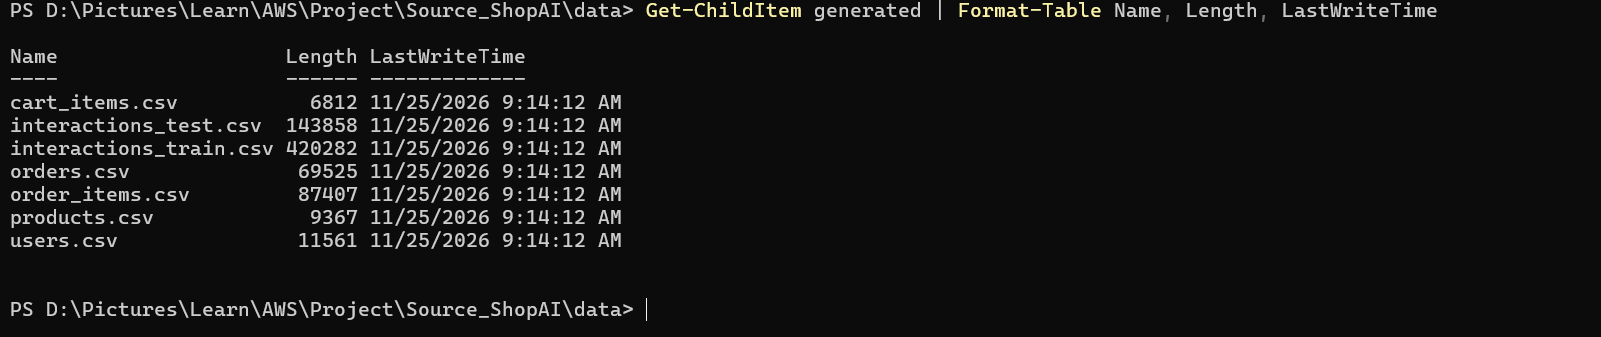 PS D:\Pictures\Learn\AWS\Project\Source_ShopAI\data> Get-ChildItem generated | Format-Table Name, Length, LastWriteTime
Name                   Length LastWriteTime
----                   ------ -------------
cart_items.csv           6812 11/25/2026 9:14:12 AM
interactions_test.csv  143858 11/25/2026 9:14:12 AM
interactions_train.csv 420282 11/25/2026 9:14:12 AM
orders.csv              69525 11/25/2026 9:14:12 AM
order_items.csv         87407 11/25/2026 9:14:12 AM
products.csv             9367 11/25/2026 9:14:12 AM
users.csv               11561 11/25/2026 9:14:12 AM
PS D:\Pictures\Learn\AWS\Project\Source_ShopAI\data>